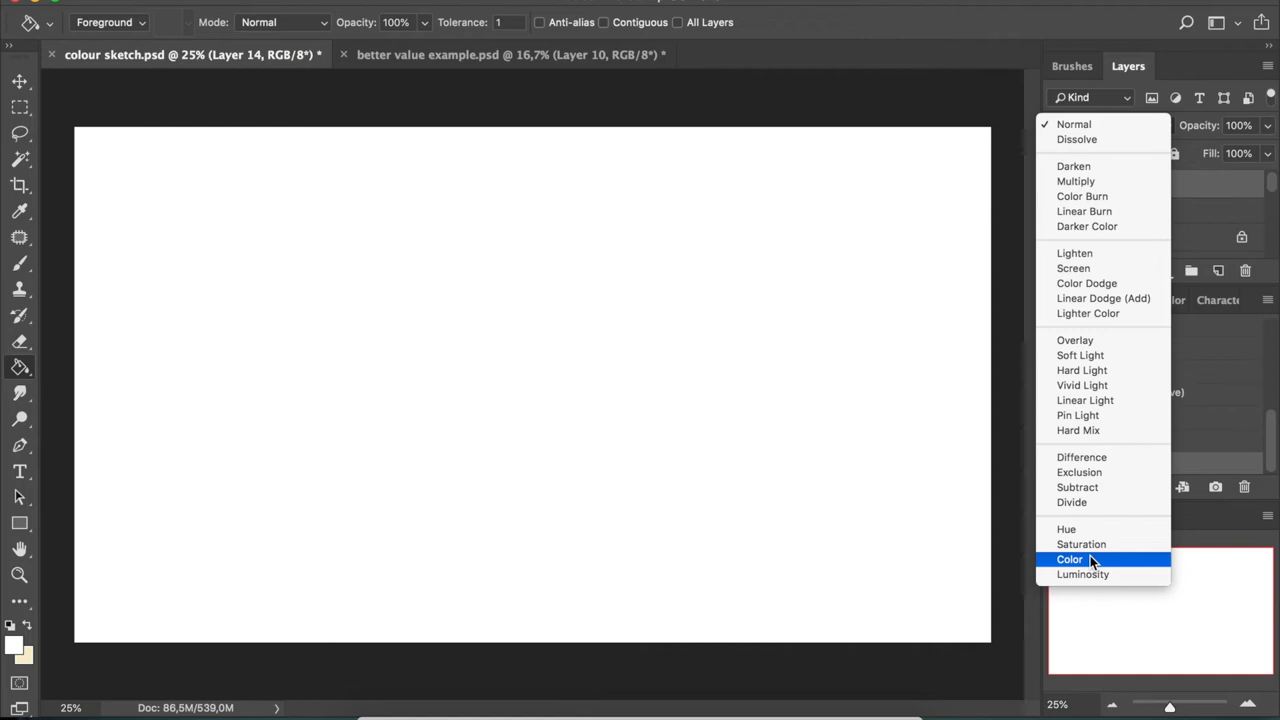 Foreground Mode: Normal Opacity: 100% Tolerance: 1 Anti-alias Contiguous All Layers
colour sketch.psd @ 25% (Layer 14, RGB/8*) * better value example.psd @ 16,7% (Layer 10, RGB/8*) *
Brushes Layers
Kind
Normal Opacity: 100%
Dissolve
Fill: 100%
Darken
Multiply
Color Burn
Linear Burn
Darker Color
Lighten
Screen
Color Dodge
Linear Dodge (Add) lor Characte
Lighter Color
Overlay
Soft Light
Hard Light
Vivid Light ve)
Linear Light
Pin Light
Hard Mix
Difference
Exclusion
Subtract
Divide
Hue
Saturation
Color
Luminosity
25% Doc: 86,5M/539,0M 25%